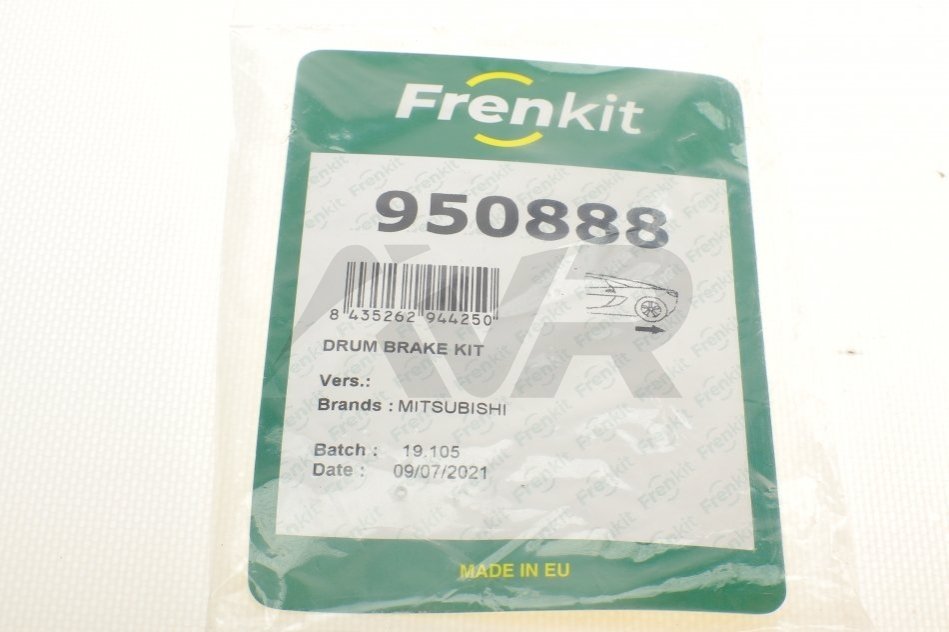 Frenkit
950888
8 435262 944250
DRUM BRAKE KIT
Vers.:
Brands : MITSUBISHI
Batch : 19.105
Date : 09/07/2021
MADE IN EU
AVR